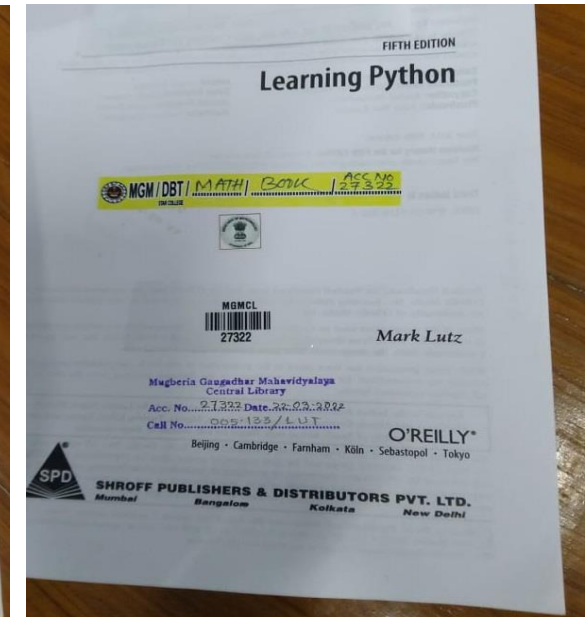 FIFTH EDITION
Learning Python
MGM / DBT / MATH / BOOK / ACC NO 27322
STAR COLLEGE
MGMCL
27322
Mark Lutz
Mugberia Gangadhar Mahavidyalaya
Central Library
Acc. No. 27322 Date 22-03-2022
Call No. 005.133/LUT
O'REILLY®
Beijing · Cambridge · Farnham · Köln · Sebastopol · Tokyo
SPD
SHROFF PUBLISHERS & DISTRIBUTORS PVT. LTD.
Mumbai Bangalore Kolkata New Delhi